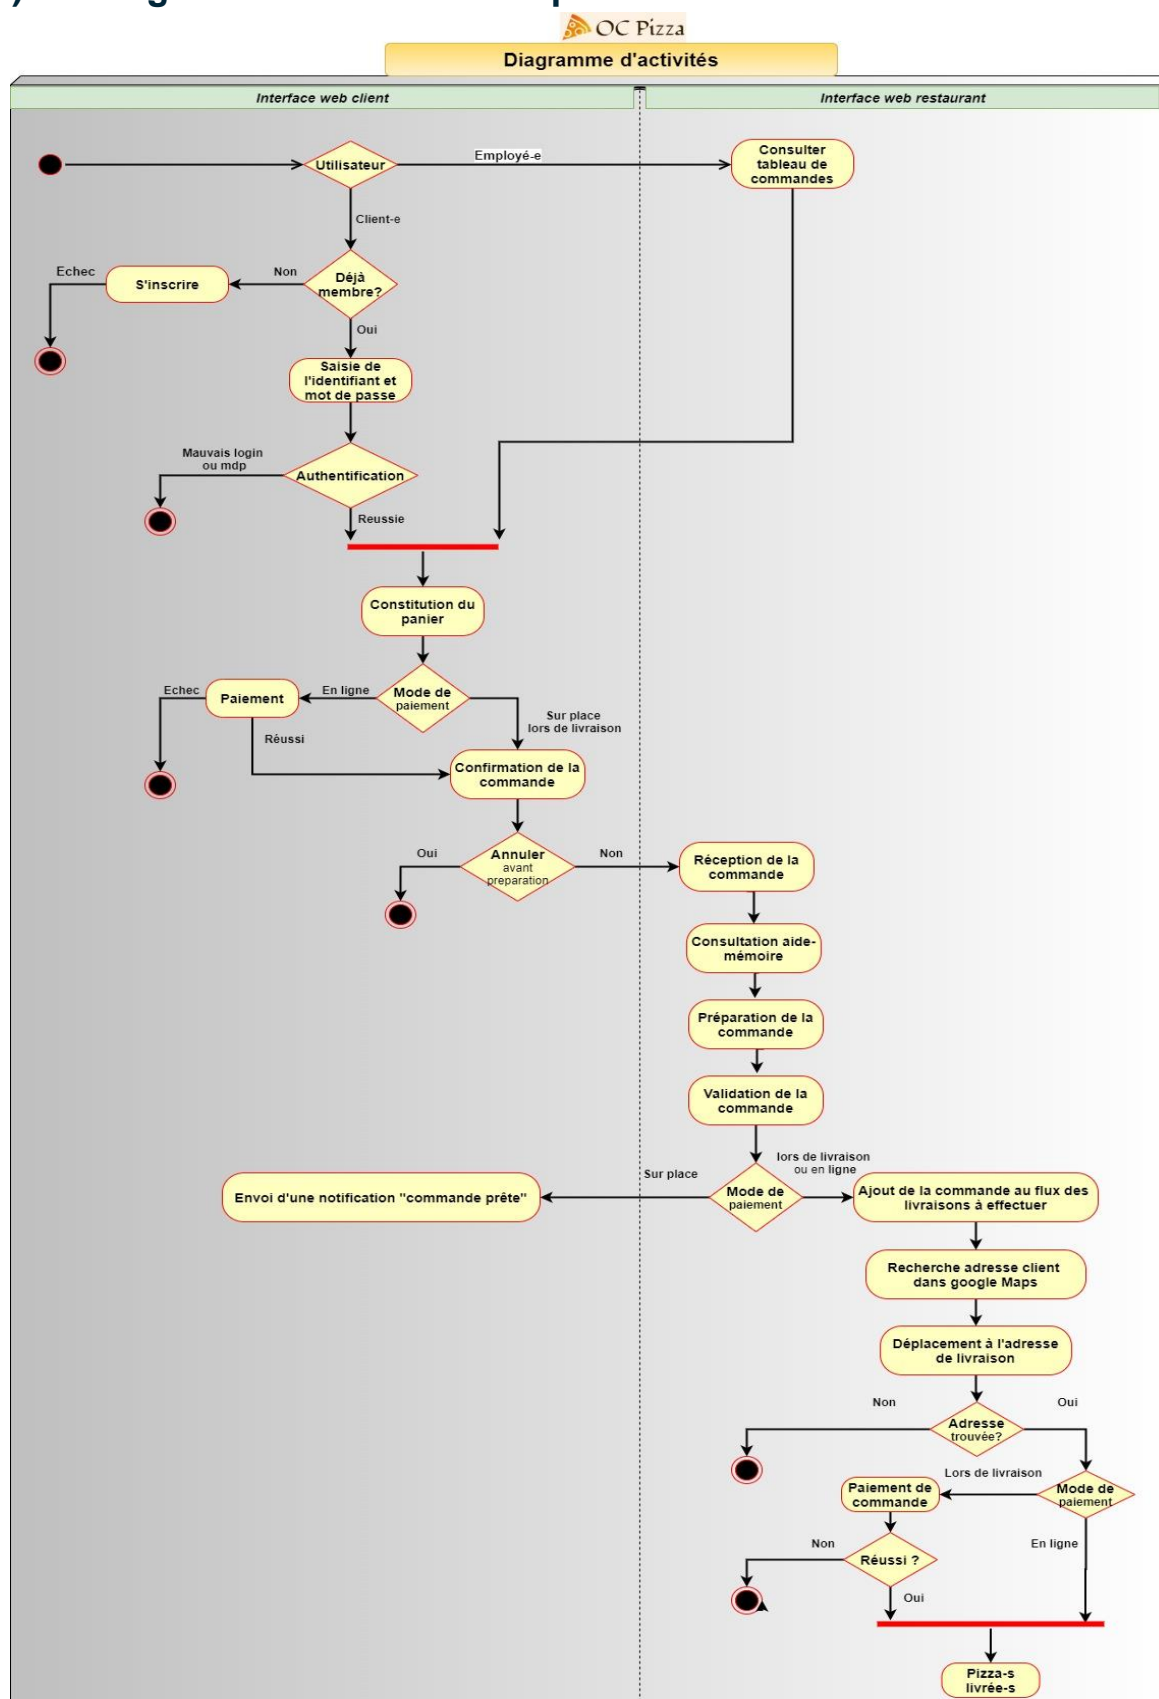 OC Pizza
Diagramme d'activités
Interface web client
Interface web restaurant
Utilisateur
Employé-e
Consulter
tableau de
commandes
Client-e
Echec
S'inscrire
Non
Déjà
membre?
Oui
Saisie de
l'identifiant et
mot de passe
Mauvais login
ou mdp
Authentification
Reussie
Constitution du
panier
Echec
Paiement
En ligne
Mode de
paiement
Sur place
lors de livraison
Réussi
Confirmation de la
commande
Oui
Annuler
avant
preparation
Non
Réception de la
commande
Consultation aide-
mémoire
Préparation de la
commande
Validation de la
commande
Envoi d'une notification "commande prête"
Sur place
Mode de
paiement
lors de livraison
ou en ligne
Ajout de la commande au flux des
livraisons à effectuer
Recherche adresse client
dans google Maps
Déplacement à l'adresse
de livraison
Non
Adresse
trouvée?
Oui
Paiement de
commande
Lors de livraison
Mode de
paiement
Non
Réussi ?
En ligne
Oui
Pizza-s
livrée-s